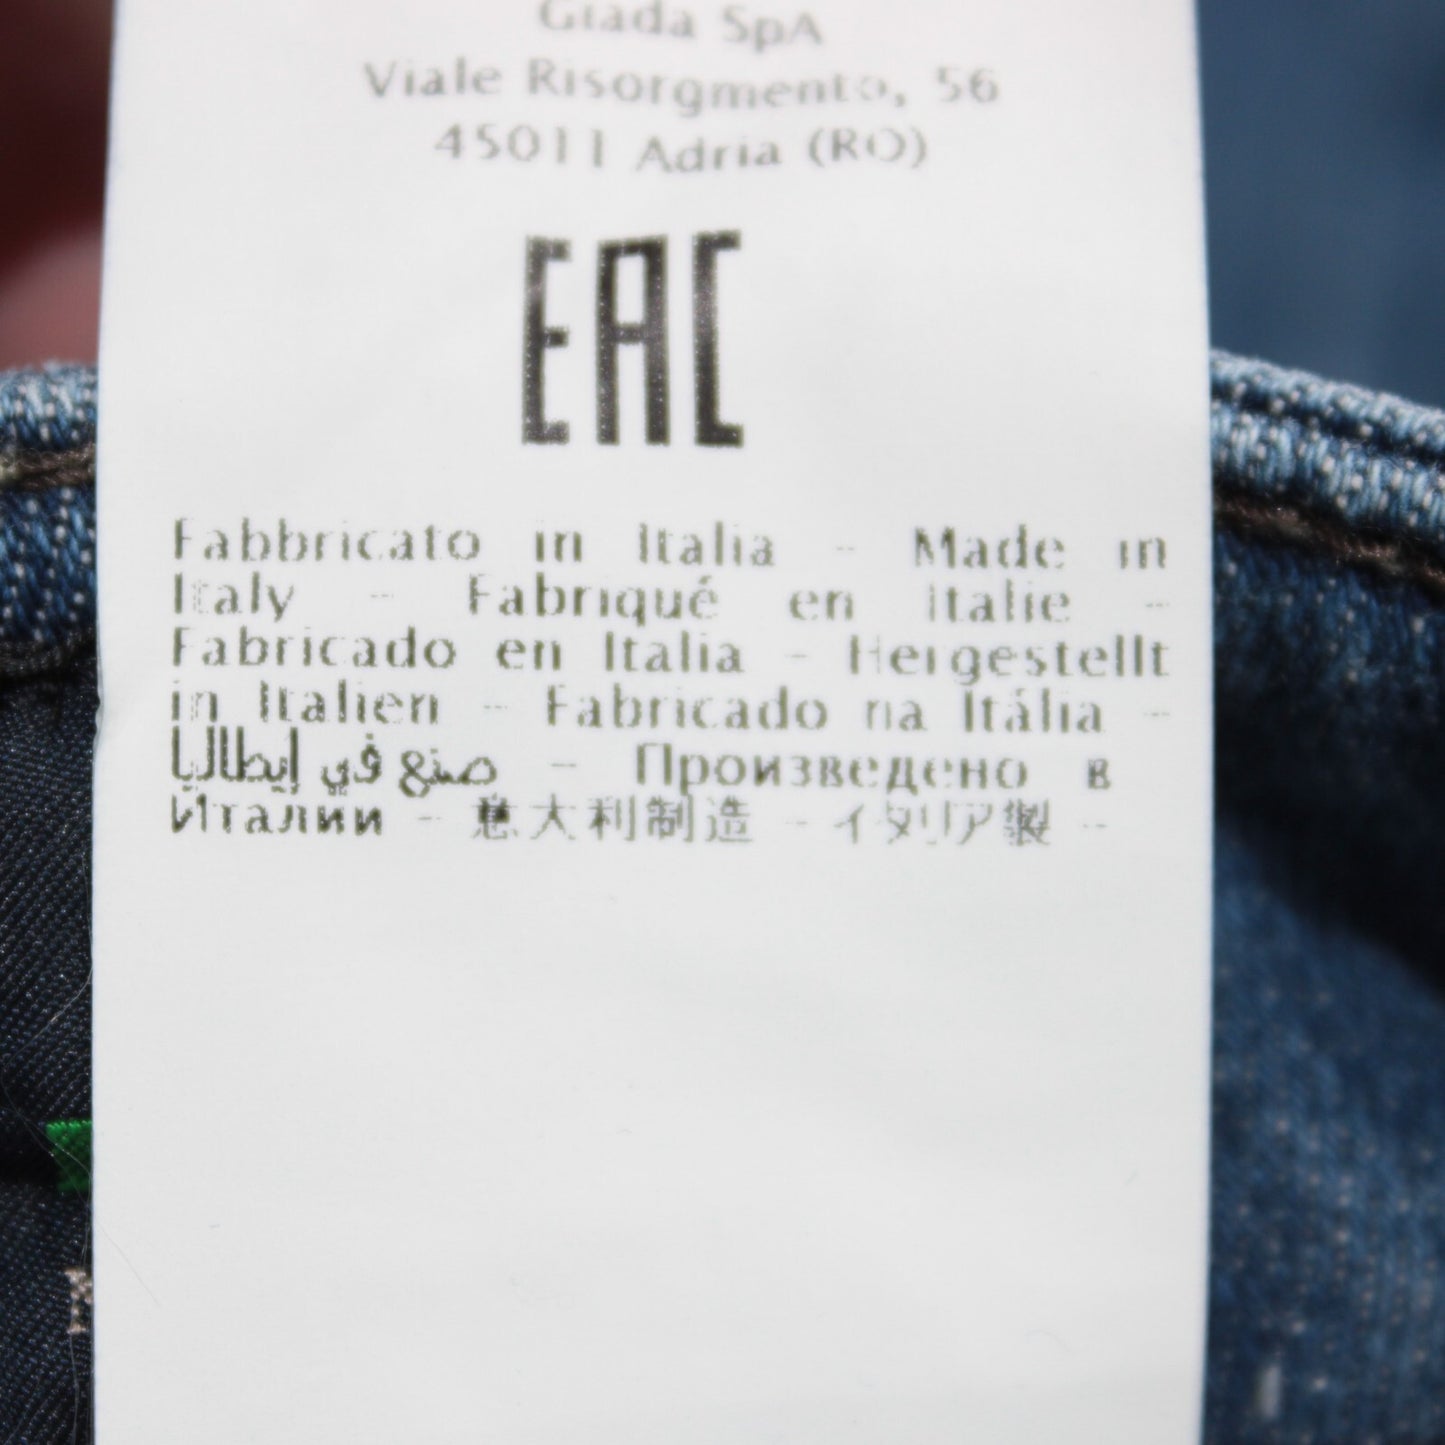 Giada SpA
Viale Risorgmento, 56
45011 Adria (RO)
EAC
Fabbricato in Italia - Made in
Italy - Fabriqué en Italie -
Fabricado en Italia - Hergestellt
in Italien - Fabricado na Itália -
صنع في إيطاليا - Произведено в
Италии - 意大利制造 - イタリア製 -